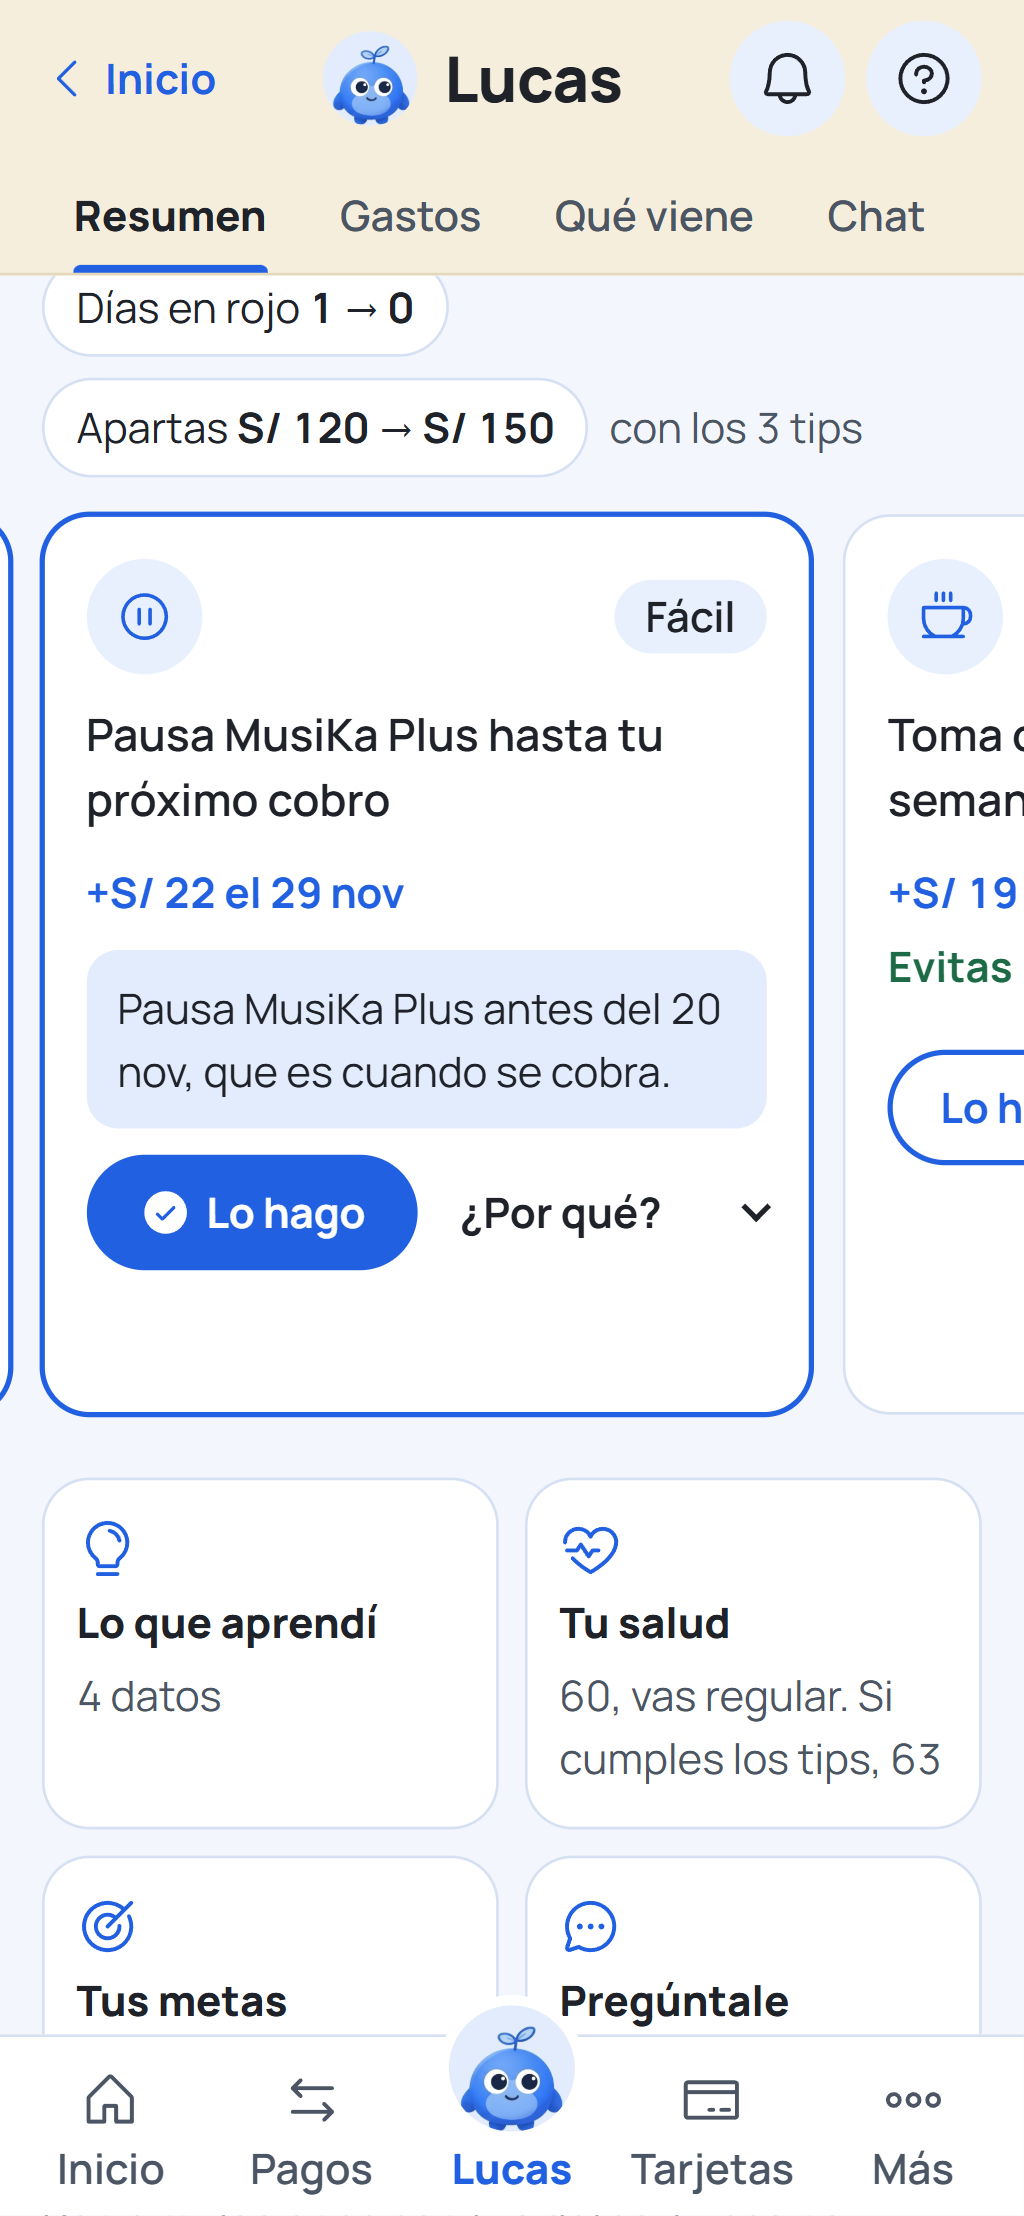 Inicio
Lucas
Resumen
Gastos
Qué viene
Chat
Días en rojo 1 → 0
Apartas S/ 120 → S/ 150
con los 3 tips
Fácil
Pausa MusiKa Plus hasta tu
próximo cobro
+S/ 22 el 29 nov
Pausa MusiKa Plus antes del 20
nov, que es cuando se cobra.
Lo hago
¿Por qué?
Toma
+S/ 19
Evitas
Lo
Lo que aprendí
4 datos
Tu salud
60, vas regular. Si
cumples los tips, 63
Tus metas
Pregúntale
Inicio
Pagos
Lucas
Tarjetas
Más